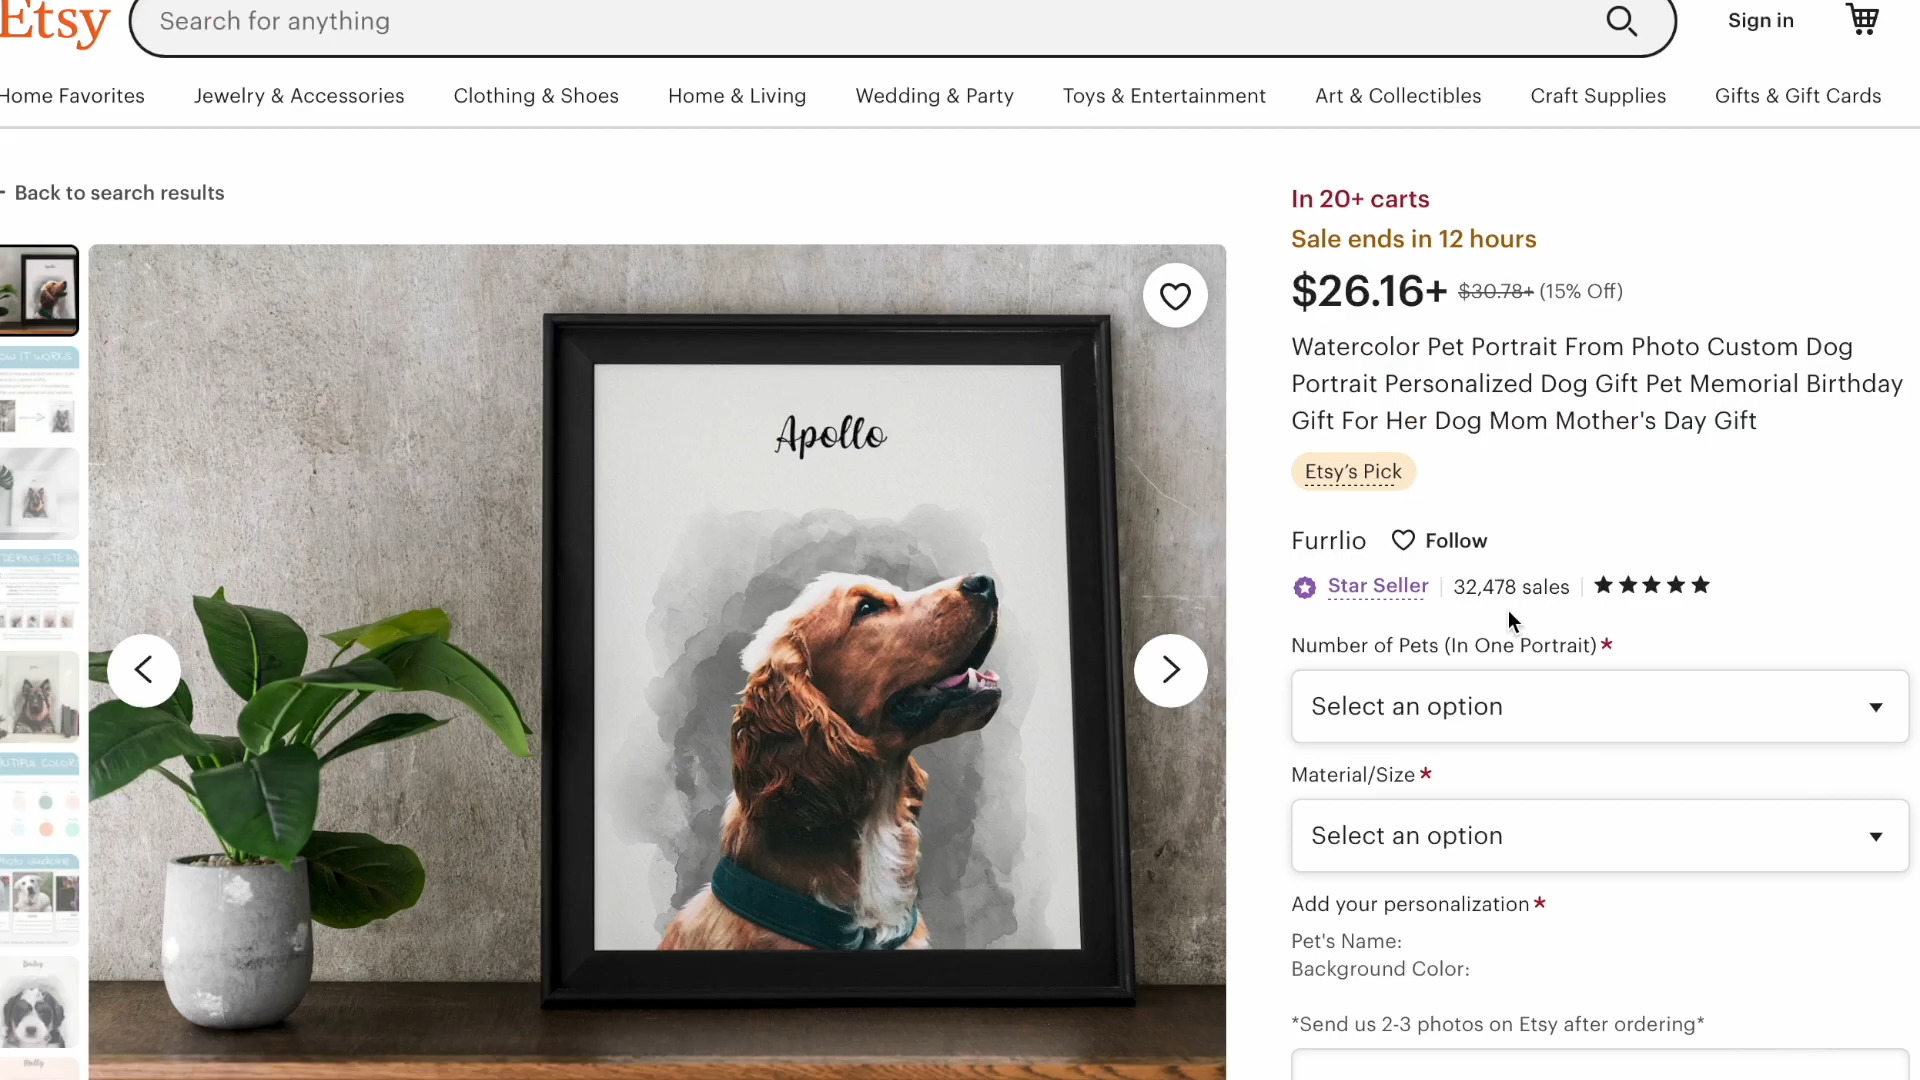 Etsy
Search for anything
Sign in
Home Favorites
Jewelry & Accessories
Clothing & Shoes
Home & Living
Wedding & Party
Toys & Entertainment
Art & Collectibles
Craft Supplies
Gifts & Gift Cards
Back to search results
Apollo
In 20+ carts
Sale ends in 12 hours
$26.16+ $30.78+ (15% Off)
Watercolor Pet Portrait From Photo Custom Dog
Portrait Personalized Dog Gift Pet Memorial Birthday
Gift For Her Dog Mom Mother's Day Gift
Etsy's Pick
Furrlio Follow
Star Seller 32,478 sales
Number of Pets (In One Portrait) *
Select an option
Material/Size *
Select an option
Add your personalization *
Pet's Name:
Background Color:
*Send us 2-3 photos on Etsy after ordering*